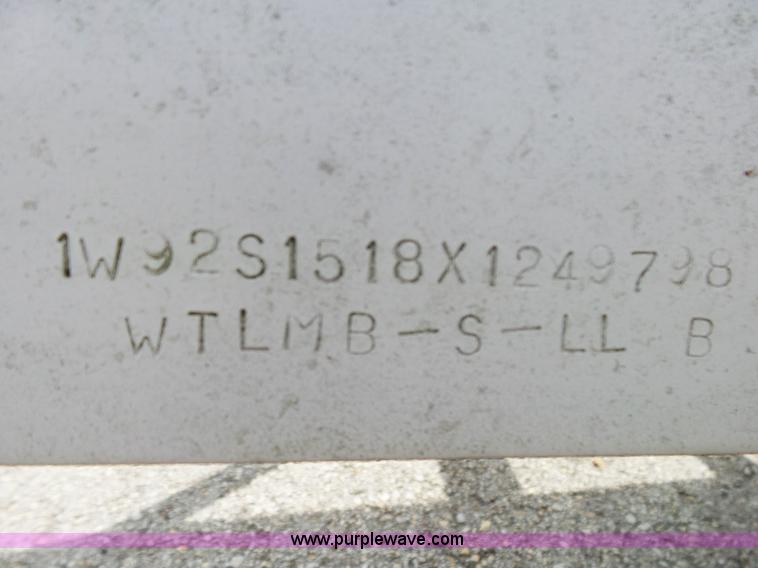 1W92S1518X1249798
WTLMB-S-LL B
www.purplewave.com